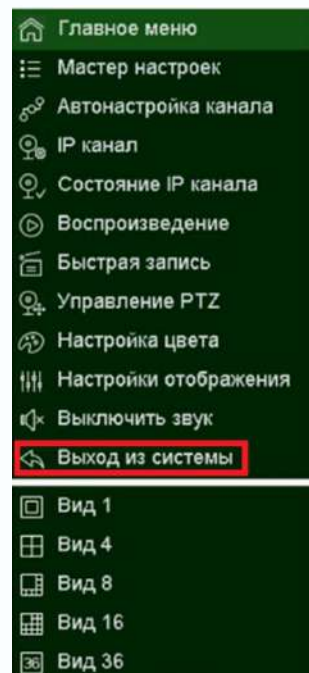 Главное меню
Мастер настроек
Автонастройка канала
IP канал
Состояние IP канала
Воспроизведение
Быстрая запись
Управление PTZ
Настройка цвета
Настройки отображения
Выключить звук
Выход из системы
Вид 1
Вид 4
Вид 8
Вид 16
36 Вид 36